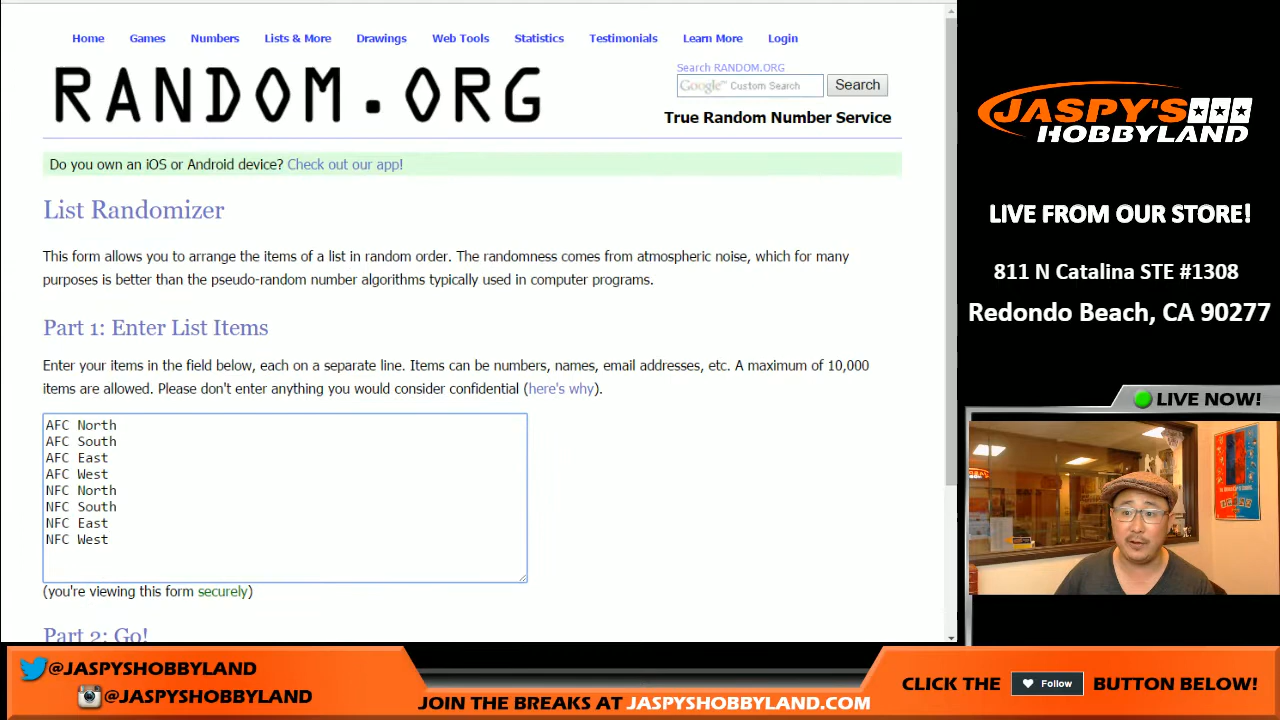 Home Games Numbers Lists & More Drawings Web Tools Statistics Testimonials Learn More Login
RANDOM.ORG
Search RANDOM.ORG
Google™ Custom Search Search
True Random Number Service
Do you own an iOS or Android device? Check out our app!
List Randomizer
This form allows you to arrange the items of a list in random order. The randomness comes from atmospheric noise, which for many
purposes is better than the pseudo-random number algorithms typically used in computer programs.
Part 1: Enter List Items
Enter your items in the field below, each on a separate line. Items can be numbers, names, email addresses, etc. A maximum of 10,000
items are allowed. Please don't enter anything you would consider confidential (here's why).
AFC North
AFC South
AFC East
AFC West
NFC North
NFC South
NFC East
NFC West
(you're viewing this form securely)
Part 2: Go!
JASPY'S
HOBBYLAND
LIVE FROM OUR STORE!
811 N Catalina STE #1308
Redondo Beach, CA 90277
LIVE NOW!
@JASPYSHOBBYLAND
@JASPYSHOBBYLAND
JOIN THE BREAKS AT JASPYSHOBBYLAND.COM
CLICK THE Follow BUTTON BELOW!